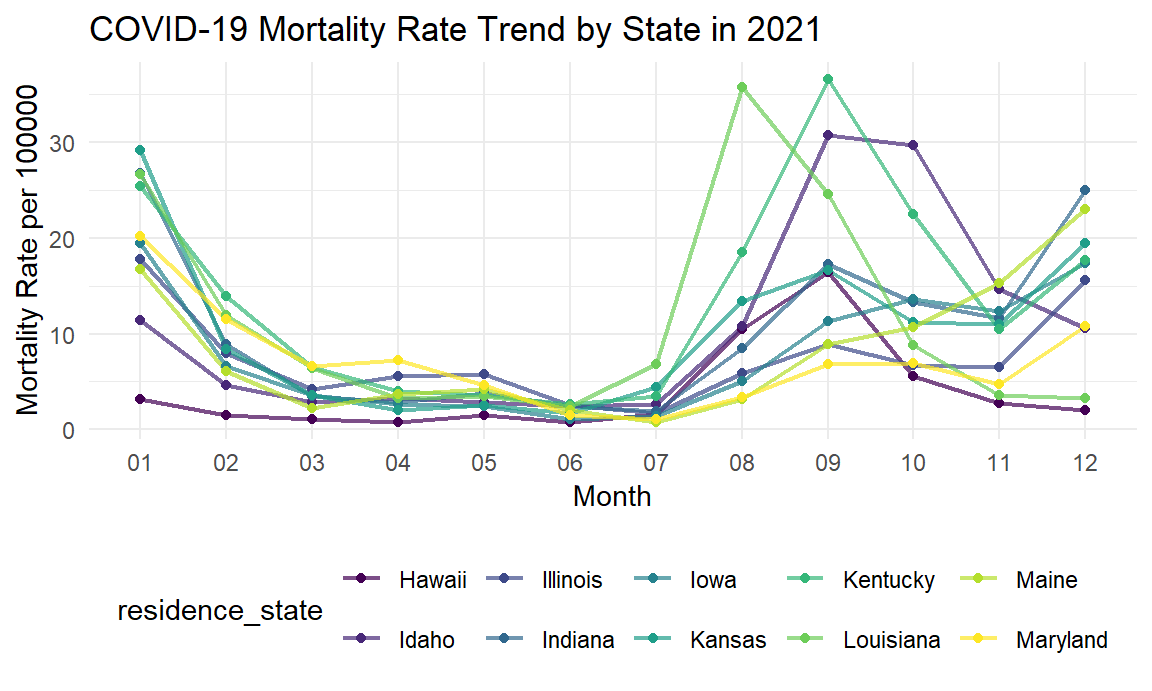 COVID-19 Mortality Rate Trend by State in 2021
Mortality Rate per 100000
30
20
10
0
01 02 03 04 05 06 07 08 09 10 11 12
Month
residence_state
Hawaii Illinois Iowa Kentucky Maine
Idaho Indiana Kansas Louisiana Maryland